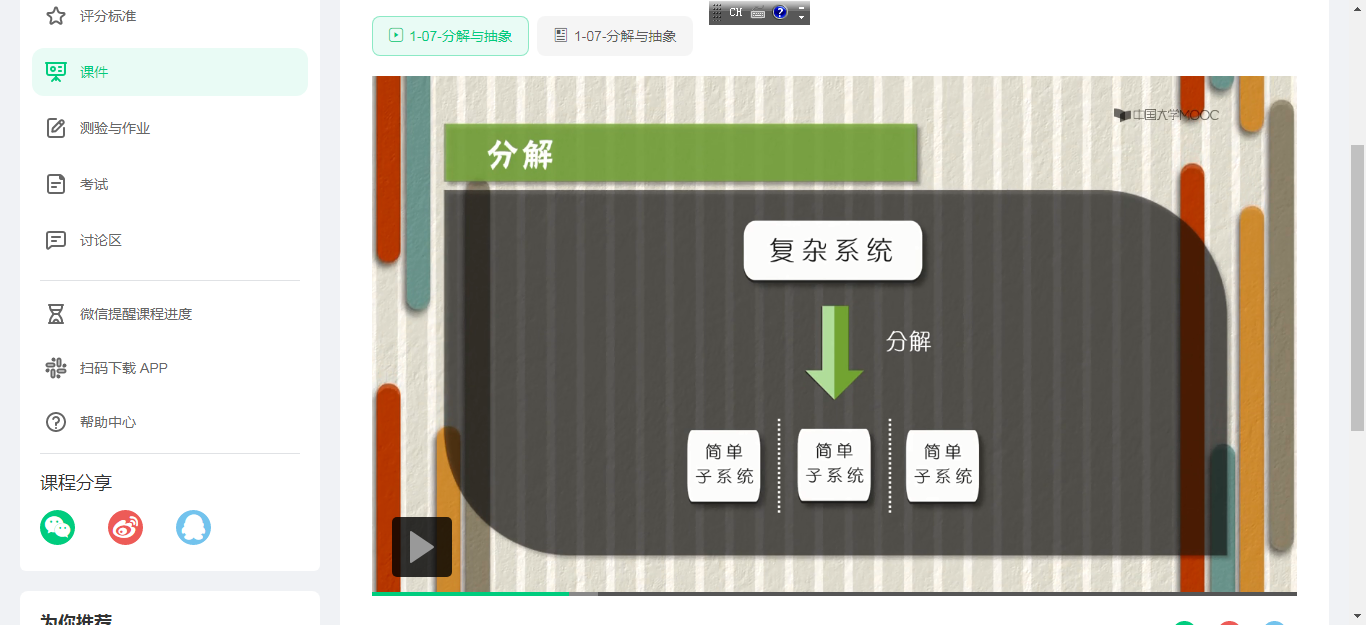 评分标准
课件
测验与作业
考试
讨论区
微信提醒课程进度
扫码下载 APP
帮助中心
课程分享
为你推荐
1-07-分解与抽象
1-07-分解与抽象
CH
中国大学MOOC
分解
复杂系统
分解
简单
子系统
简单
子系统
简单
子系统